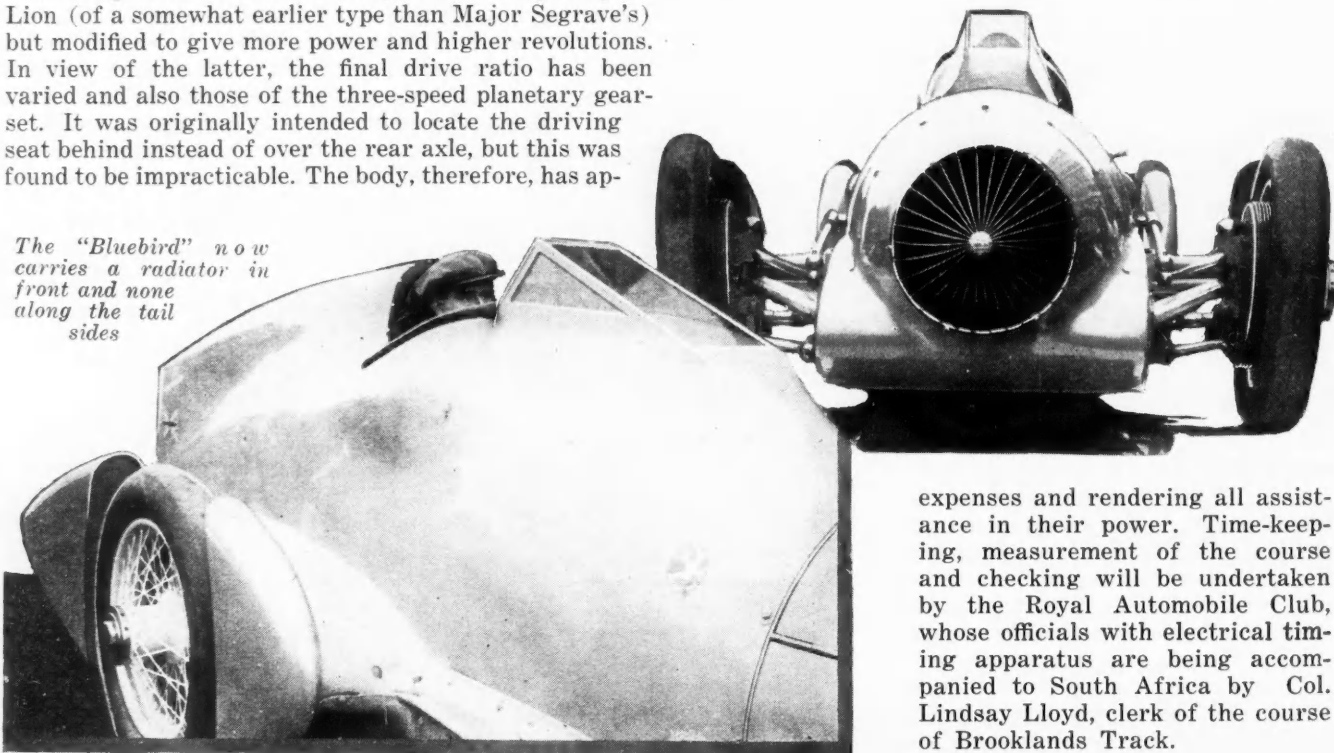 Lion (of a somewhat earlier type than Major Segrave's)
but modified to give more power and higher revolutions.
In view of the latter, the final drive ratio has been
varied and also those of the three-speed planetary gear-
set. It was originally intended to locate the driving
seat behind instead of over the rear axle, but this was
found to be impracticable. The body, therefore, has ap-
The "Bluebird" now
carries a radiator in
front and none
along the tail
sides
expenses and rendering all assist-
ance in their power. Time-keep-
ing, measurement of the course
and checking will be undertaken
by the Royal Automobile Club,
whose officials with electrical tim-
ing apparatus are being accom-
panied to South Africa by Col.
Lindsay Lloyd, clerk of the course
of Brooklands Track.